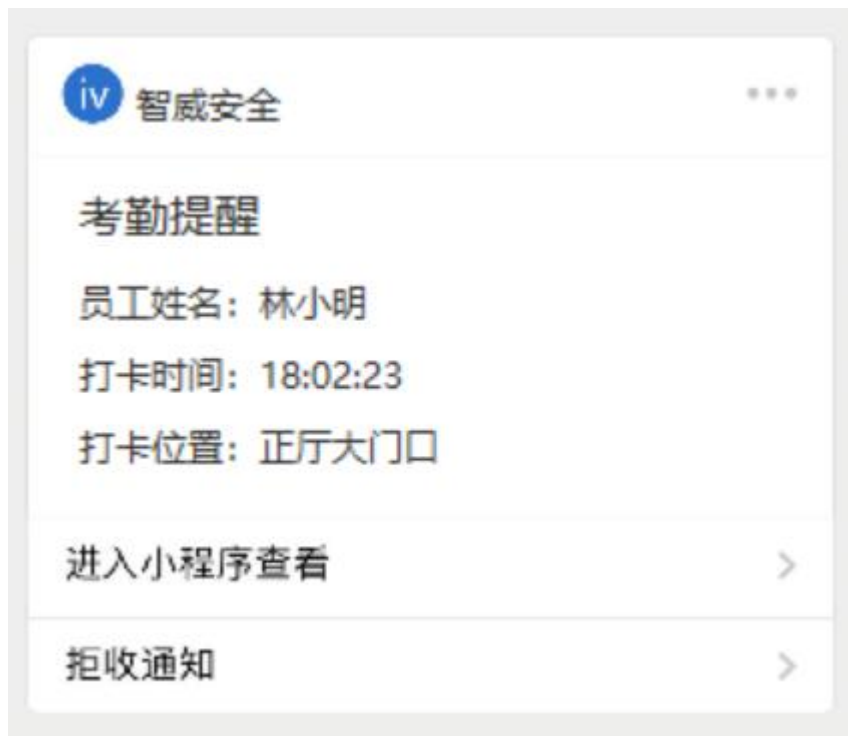 iv 智威安全
考勤提醒
员工姓名：林小明
打卡时间：18:02:23
打卡位置：正厅大门口
进入小程序查看
拒收通知